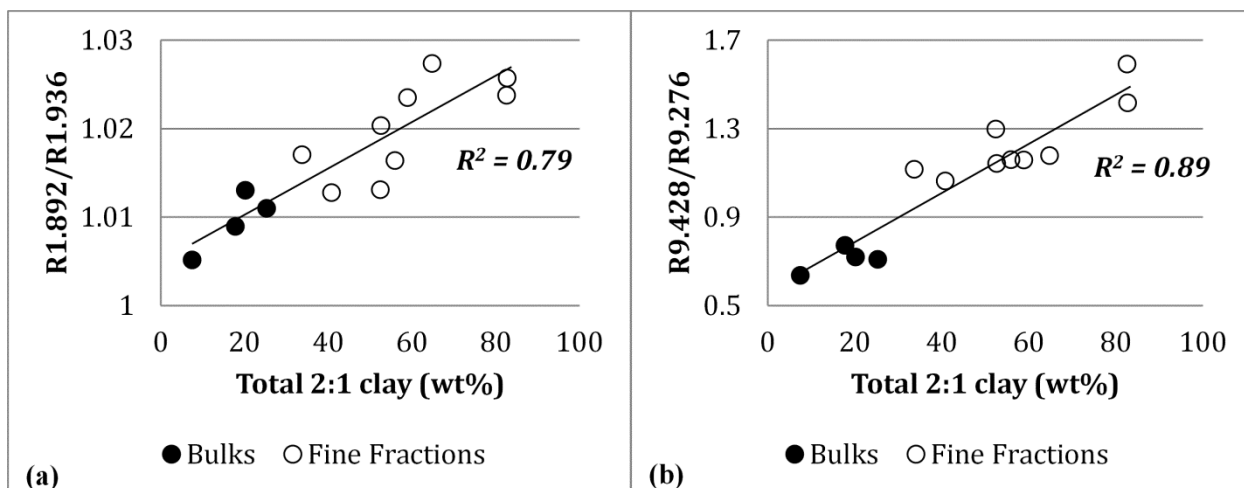 R1.892/R1.936
1.03
1.02
1.01
1
R² = 0.79
0 20 40 60 80 100
Total 2:1 clay (wt%)
Bulks Fine Fractions
(a)
R9.428/R9.276
1.7
1.3
0.9
0.5
R² = 0.89
0 20 40 60 80 100
Total 2:1 clay (wt%)
Bulks Fine Fractions
(b)